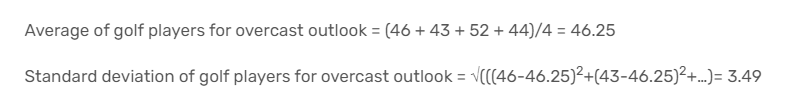 Average of golf players for overcast outlook = (46 + 43 + 52 + 44)/4 = 46.25
Standard deviation of golf players for overcast outlook = √(((46-46.25)²+(43-46.25)²+…)= 3.49